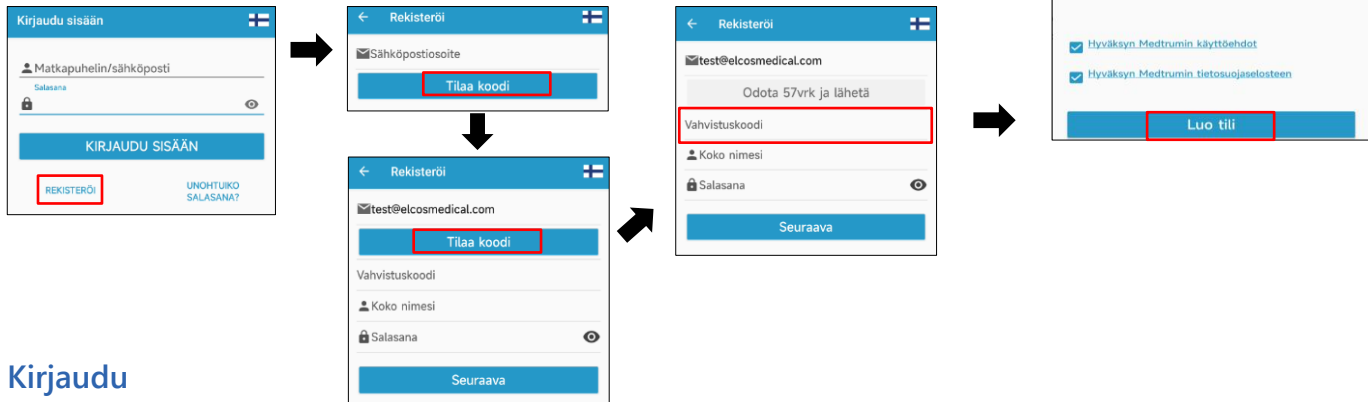 Kirjaudu sisään
Matkapuhelin/sähköposti
Salasana
KIRJAUDU SISÄÄN
REKISTERÖI
UNOHTUIKO
SALASANA?
Rekisteröi
Sähköpostiosoite
Tilaa koodi
Rekisteröi
test@elcosmedical.com
Tilaa koodi
Vahvistuskoodi
Koko nimesi
Salasana
Seuraava
Rekisteröi
test@elcosmedical.com
Odota 57vrk ja lähetä
Vahvistuskoodi
Koko nimesi
Salasana
Seuraava
Hyväksyn Medtrumin käyttöehdot
Hyväksyn Medtrumin tietosuojaselosteen
Luo tili
Kirjaudu